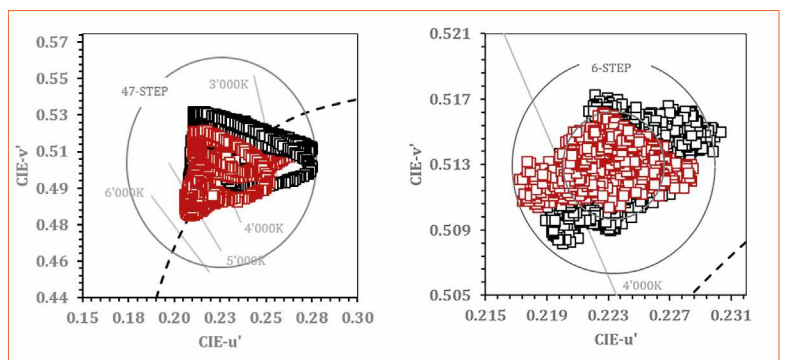 0.57
0.55
0.53
0.51
0.49
0.48
0.46
0.44
CIE-v'
47-STEP
3'000K
6'000K
4'000K
5'000K
0.15
0.18
0.20
0.23
0.25
0.28
0.30
CIE-u'
0.521
0.517
0.513
0.509
0.505
CIE-v'
6-STEP
4'000K
0.215
0.219
0.223
0.227
0.231
CIE-u'